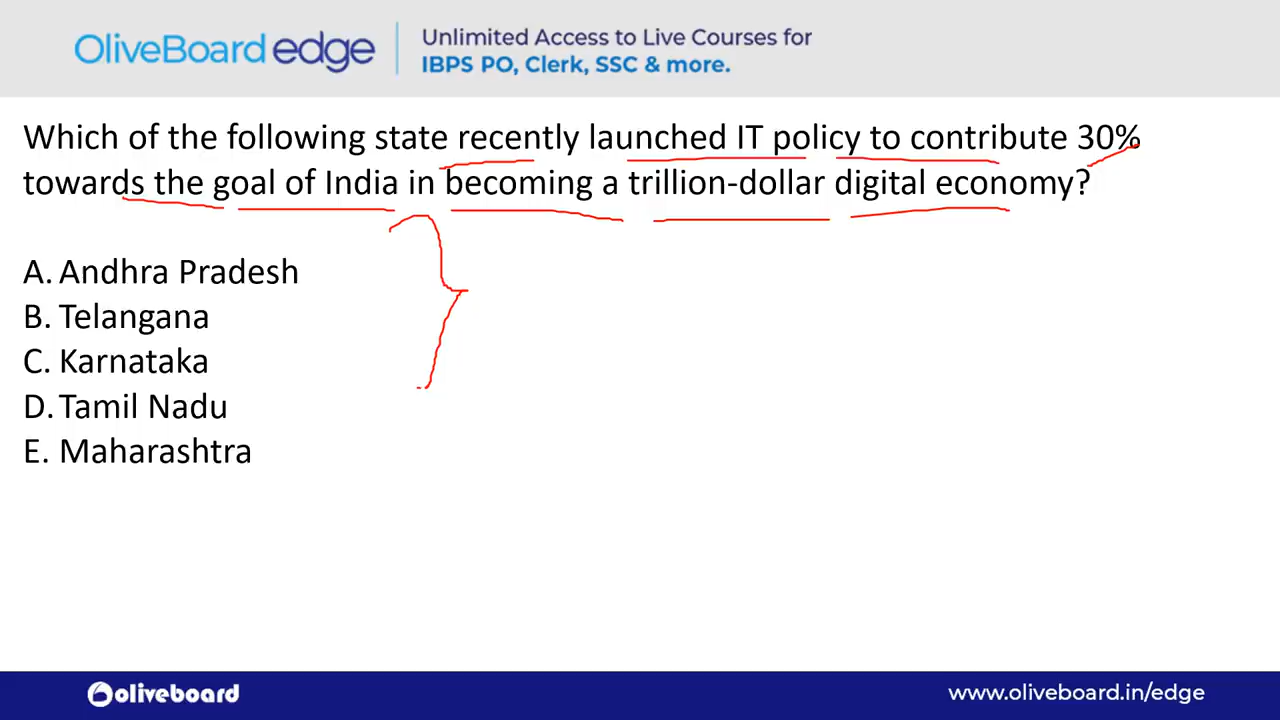 OliveBoard edge
Unlimited Access to Live Courses for
IBPS PO, Clerk, SSC & more.
Which of the following state recently launched IT policy to contribute 30%
towards the goal of India in becoming a trillion-dollar digital economy?
A. Andhra Pradesh
B. Telangana
C. Karnataka
D. Tamil Nadu
E. Maharashtra
oliveboard
www.oliveboard.in/edge